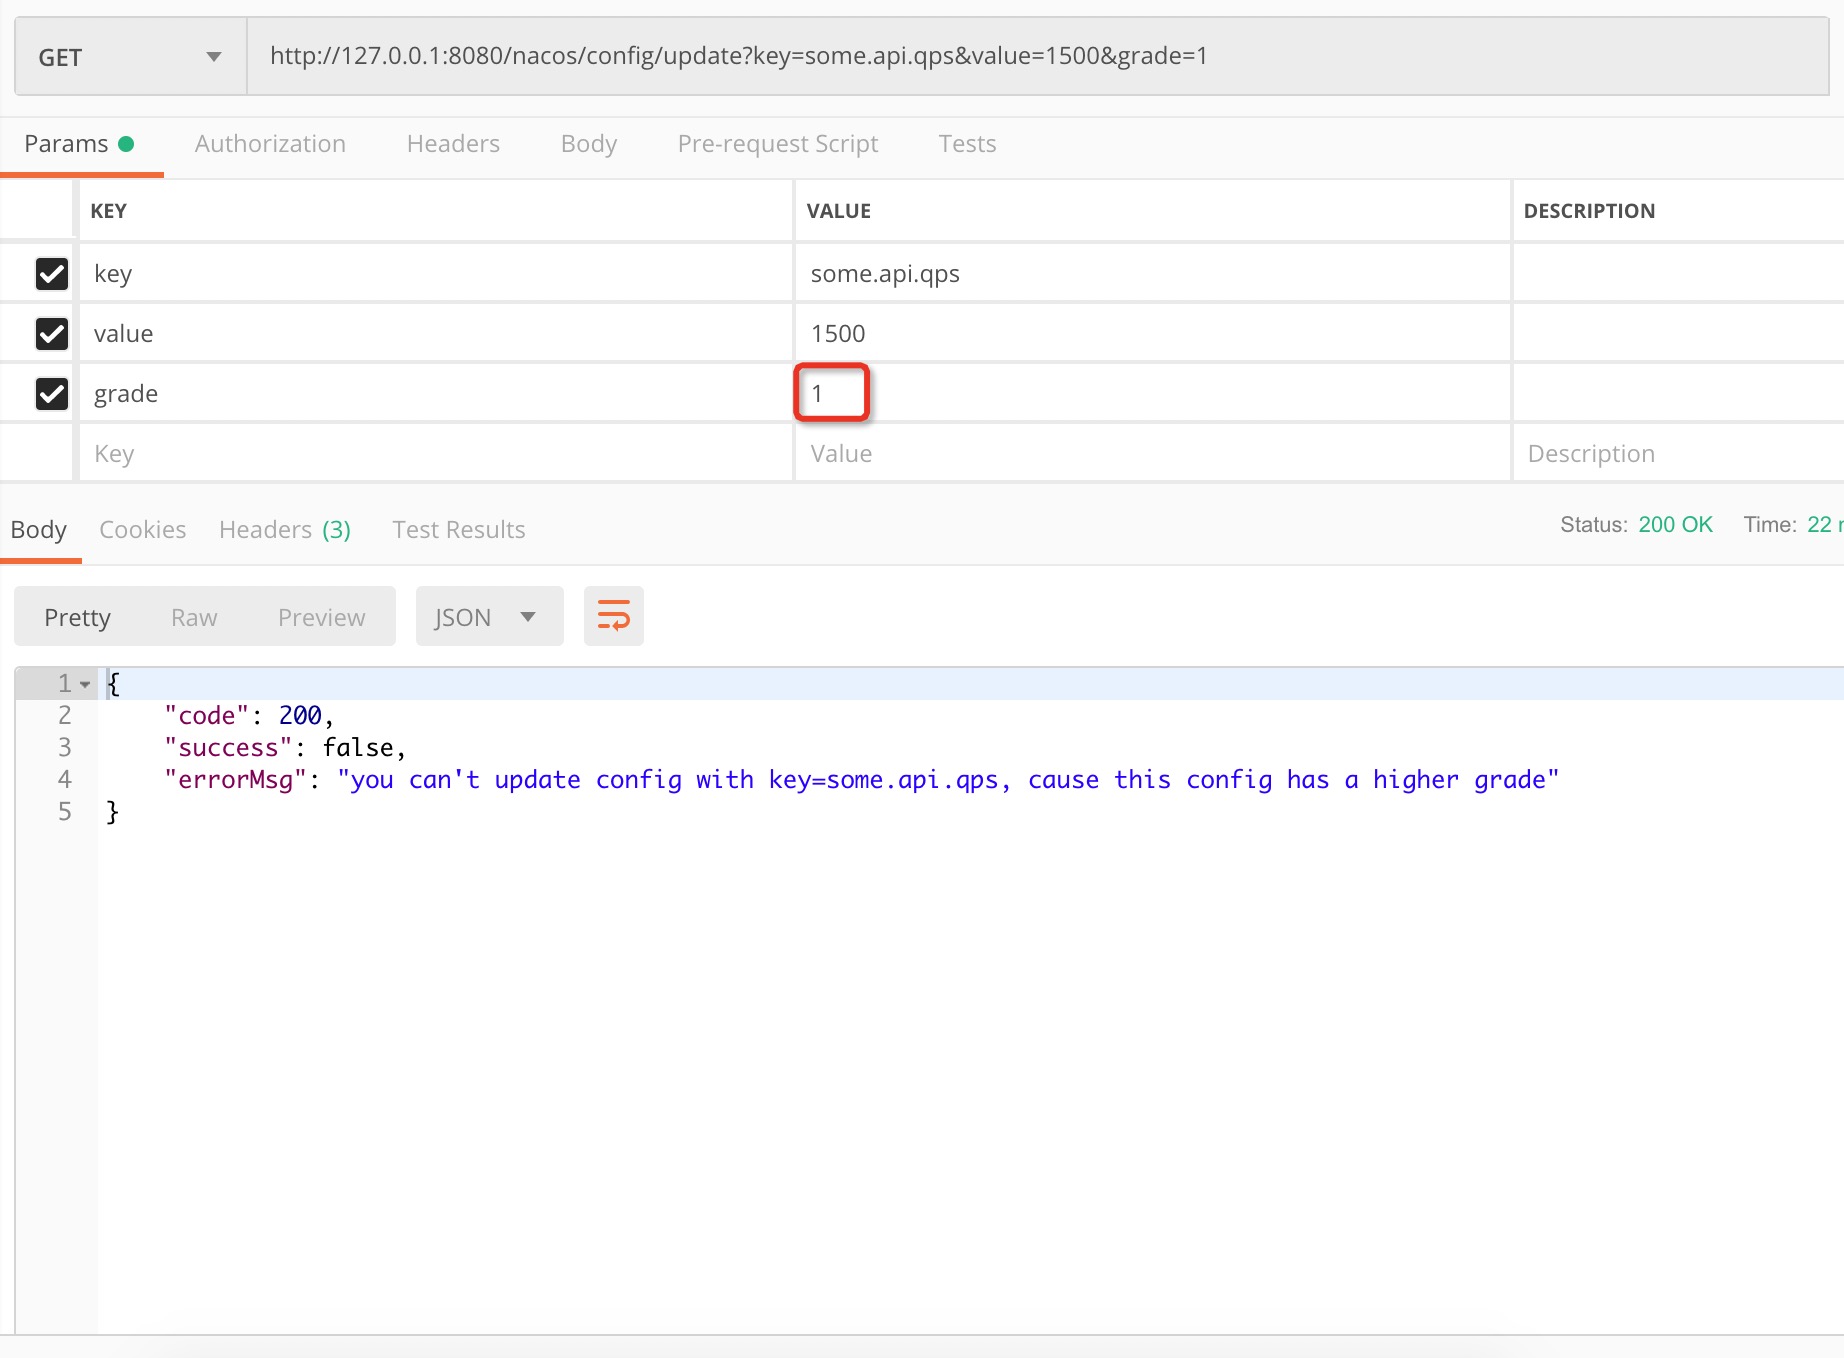 GET http://127.0.0.1:8080/nacos/config/update?key=some.api.qps&value=1500&grade=1
Params Authorization Headers Body Pre-request Script Tests
KEY VALUE DESCRIPTION
key some.api.qps
value 1500
grade 1
Key Value Description
Body Cookies Headers (3) Test Results Status: 200 OK Time: 22
Pretty Raw Preview JSON
1 {
2 "code": 200,
3 "success": false,
4 "errorMsg": "you can't update config with key=some.api.qps, cause this config has a higher grade"
5 }